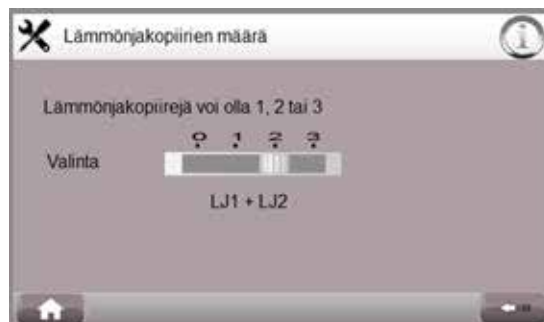 Lämmönjakopiirien määrä
Lämmönjakopiirejä voi olla 1, 2 tai 3
0 1 2 3
Valinta
LJ1 + LJ2